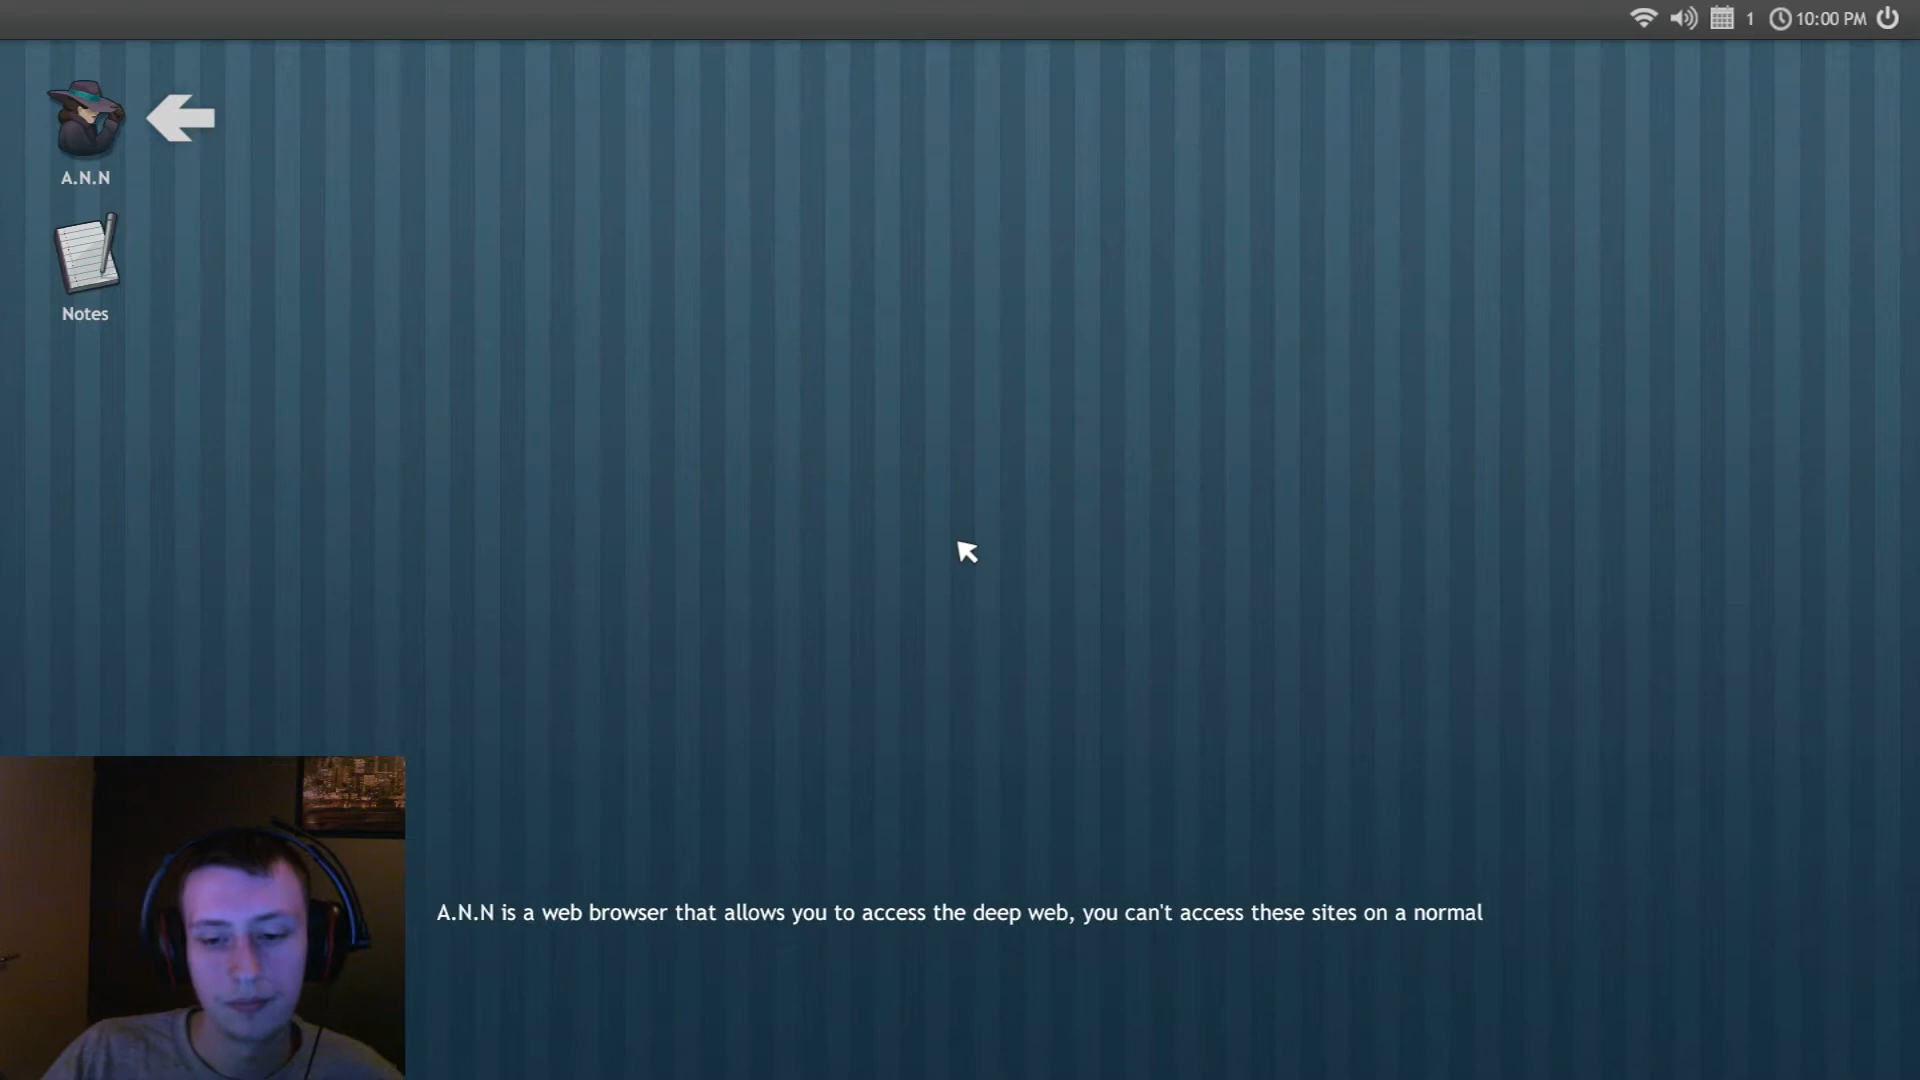 1 10:00 PM
A.N.N
Notes
A.N.N is a web browser that allows you to access the deep web, you can't access these sites on a normal